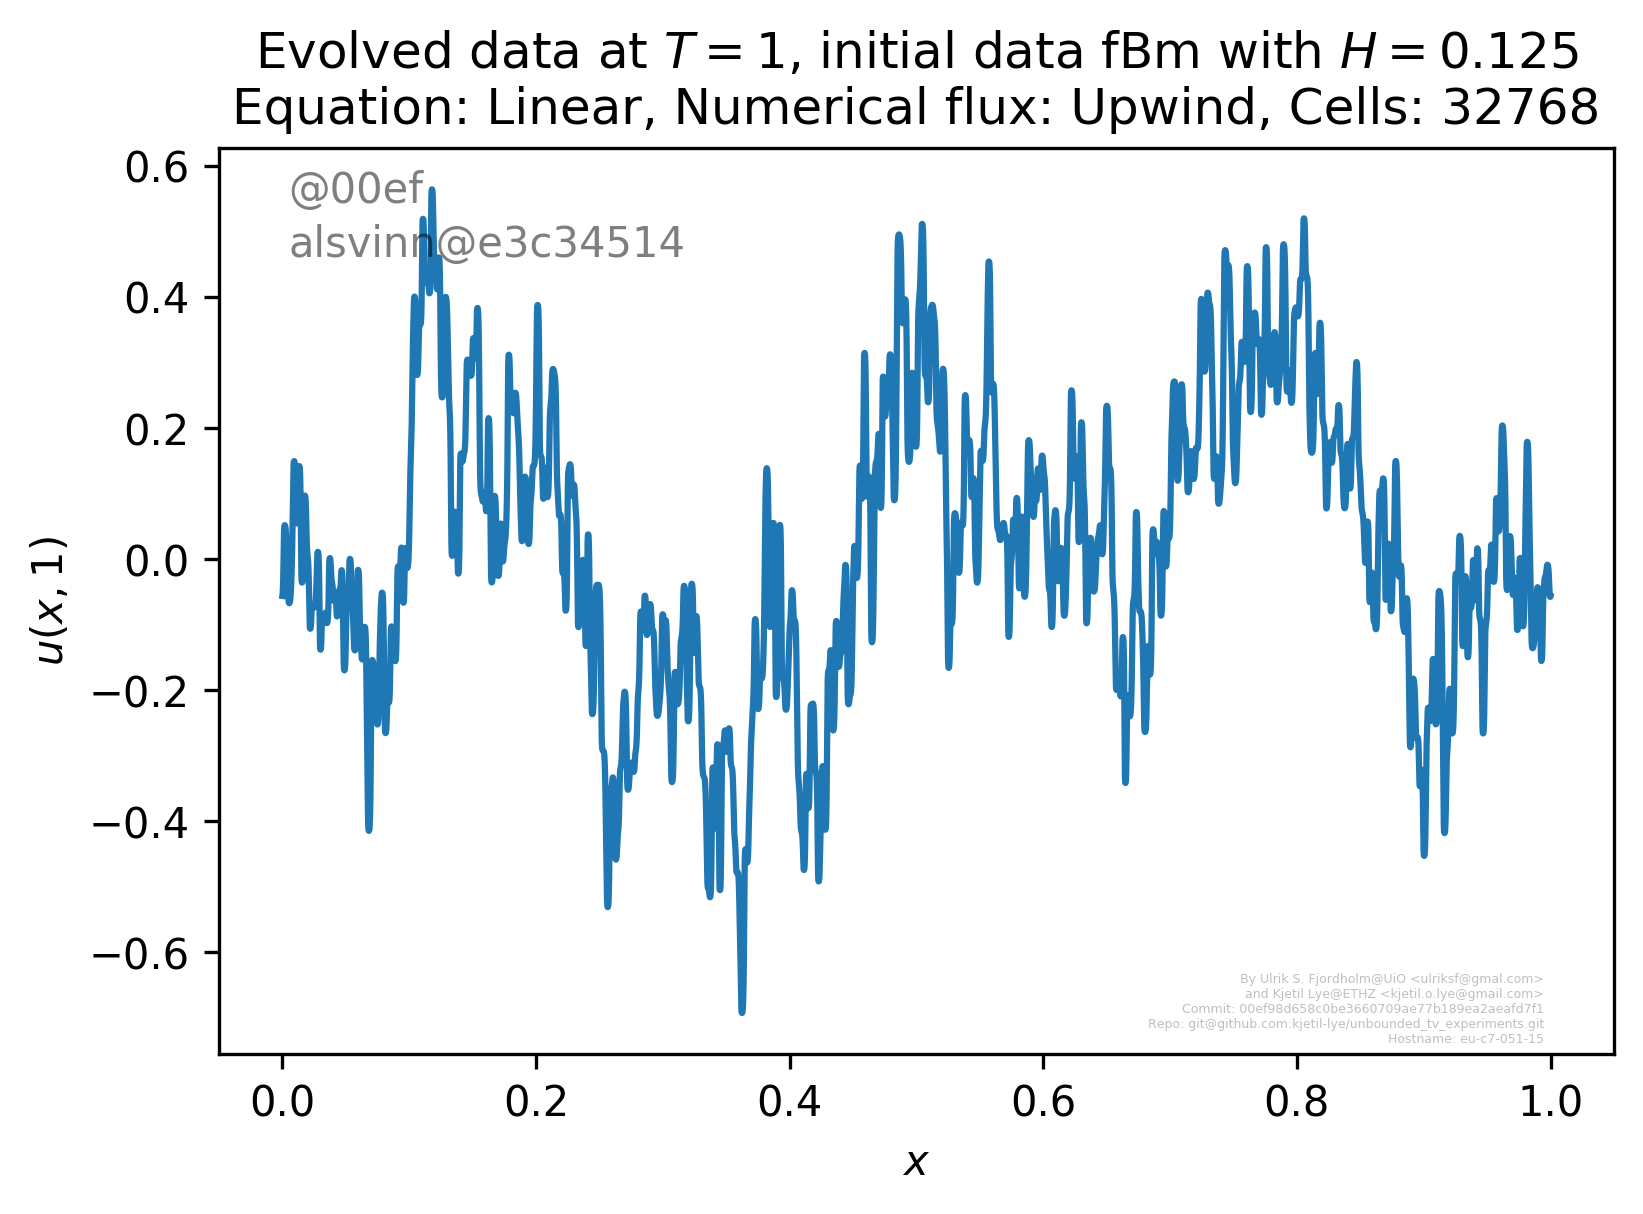 Evolved data at T = 1, initial data fBm with H = 0.125
Equation: Linear, Numerical flux: Upwind, Cells: 32768
@00ef
alsvinn@e3c34514
u(x, 1)
0.6
0.4
0.2
0.0
−0.2
−0.4
−0.6
By Ulrik S. Fjordholm@UiO <ulriksf@gmal.com>
and Kjetil Lye@ETHZ <kjetil.o.lye@gmail.com>
Commit: 00ef98d658c0be3660709ae77b189ea2aeafd7f1
Repo: git@github.com:kjetil-lye/unbounded_tv_experiments.git
Hostname: eu-c7-051-15
0.0 0.2 0.4 0.6 0.8 1.0
x